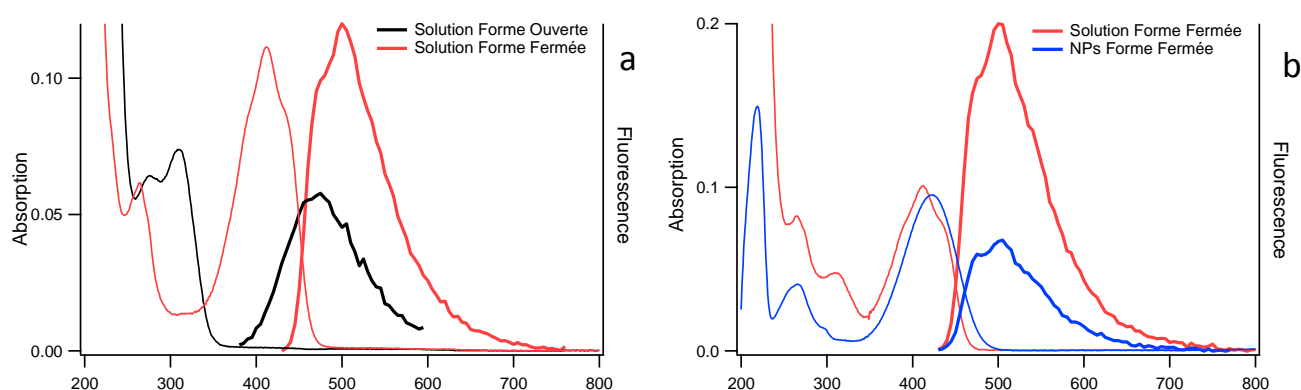 Solution Forme Ouverte
Solution Forme Fermée
a
0.10
0.05
0.00
Absorption
Fluorescence
200 300 400 500 600 700 800
Solution Forme Fermée
NPs Forme Fermée
b
0.2
0.1
0.0
Absorption
Fluorescence
200 300 400 500 600 700 800